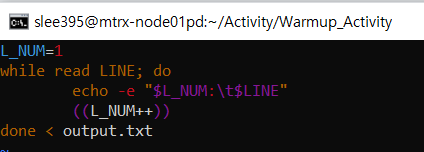 slee395@mtrx-node01pd:~/Activity/Warmup_Activity
L_NUM=1
while read LINE; do
        echo -e "$L_NUM:\t$LINE"
        ((L_NUM++))
done < output.txt